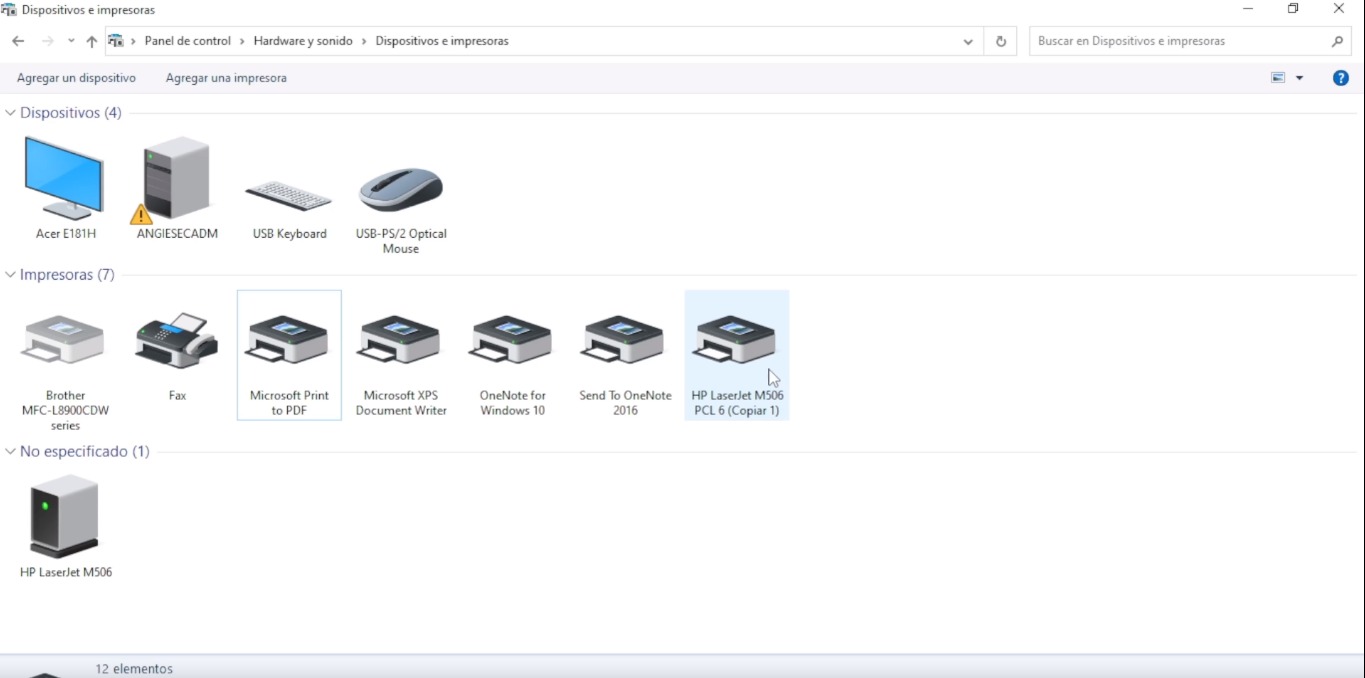 Dispositivos e impresoras
Panel de control > Hardware y sonido > Dispositivos e impresoras
Buscar en Dispositivos e impresoras
Agregar un dispositivo Agregar una impresora
Dispositivos (4)
Acer E181H
ANGIESECADM
USB Keyboard
USB-PS/2 Optical
Mouse
Impresoras (7)
Brother
MFC-L8900CDW
series
Fax
Microsoft Print
to PDF
Microsoft XPS
Document Writer
OneNote for
Windows 10
Send To OneNote
2016
HP LaserJet M506
PCL 6 (Copiar 1)
No especificado (1)
HP LaserJet M506
12 elementos